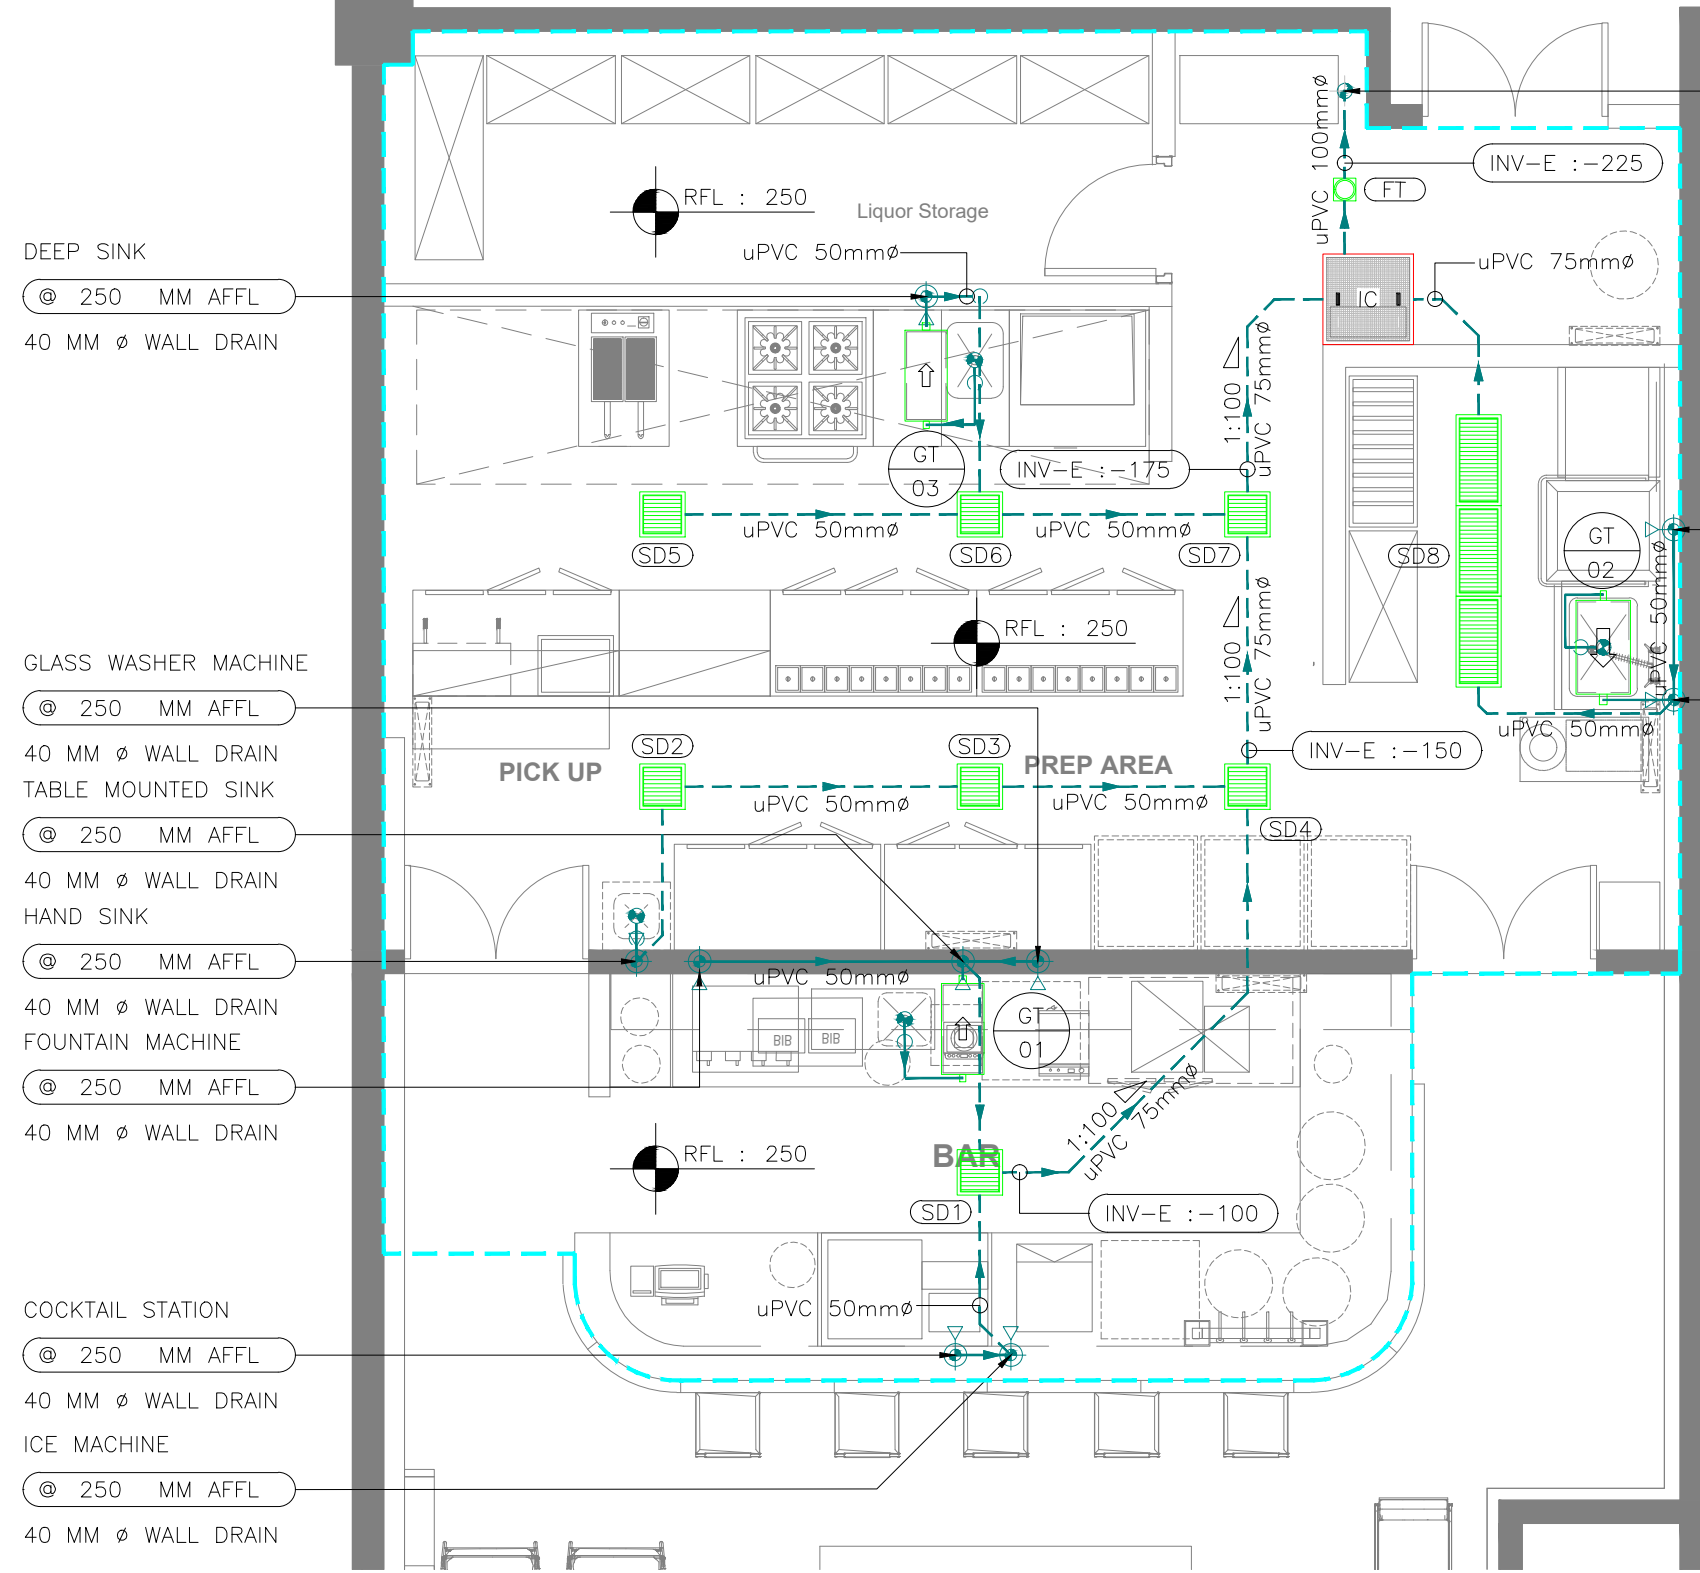 uPVC 100mmø
INV-E :-225
FT
RFL : 250
Liquor Storage
DEEP SINK
@ 250 MM AFFL
40 MM ø WALL DRAIN
uPVC 50mmø
uPVC 75mmø
IC
1:100
uPVC 75mmø
GT
03
INV-E :-175
uPVC 50mmø
uPVC 50mmø
SD5
SD6
SD7
SD8
GT
02
uPVC 50mmø
1:100
uPVC 75mmø
RFL : 250
GLASS WASHER MACHINE
@ 250 MM AFFL
40 MM ø WALL DRAIN
uPVC 50mmø
SD2
SD3
INV-E :-150
PICK UP
PREP AREA
TABLE MOUNTED SINK
@ 250 MM AFFL
40 MM ø WALL DRAIN
uPVC 50mmø
uPVC 50mmø
SD4
HAND SINK
@ 250 MM AFFL
40 MM ø WALL DRAIN
uPVC 50mmø
GT
01
BIB
BIB
FOUNTAIN MACHINE
@ 250 MM AFFL
40 MM ø WALL DRAIN
1:100
uPVC 75mmø
RFL : 250
BAR
SD1
INV-E :-100
COCKTAIL STATION
@ 250 MM AFFL
40 MM ø WALL DRAIN
uPVC 50mmø
ICE MACHINE
@ 250 MM AFFL
40 MM ø WALL DRAIN